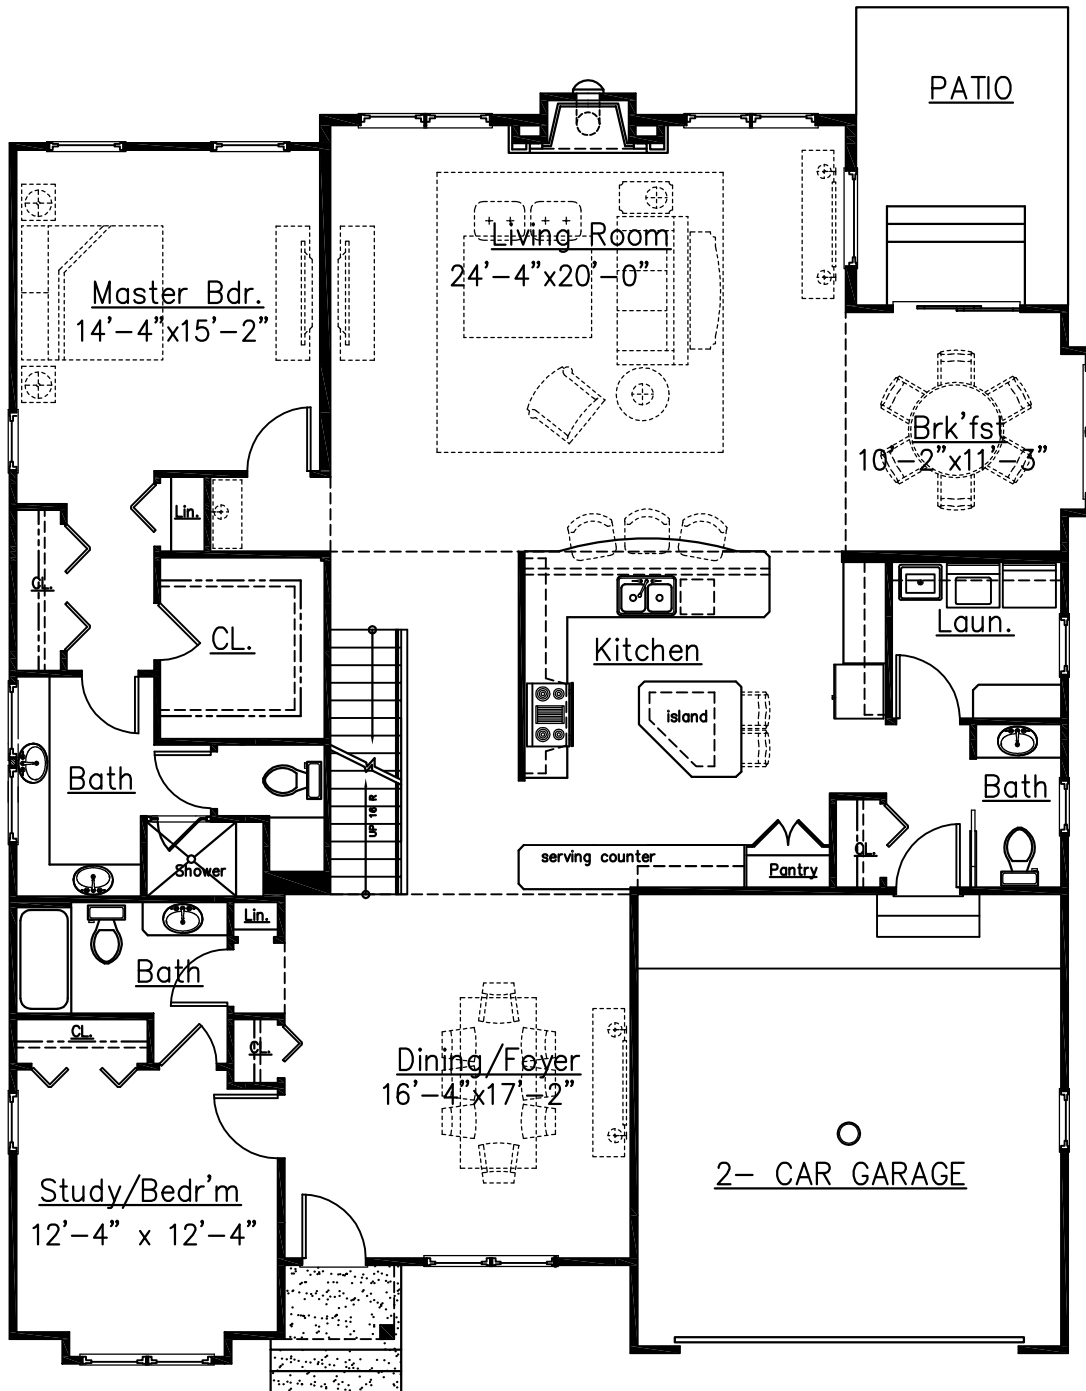 PATIO
Living Room
24'-4"x20'-0"
Master Bdr.
14'-4"x15'-2"
Brk'fst
10'-2"x11'-3"
Lin.
CL.
CL.
Laun.
Kitchen
island
Bath
UP 16 R
Bath
CL.
serving counter
Pantry
Shower
Lin.
Bath
CL.
CL.
Dining/Foyer
16'-4"x17'-2"
2- CAR GARAGE
Study/Bedr'm
12'-4" x 12'-4"